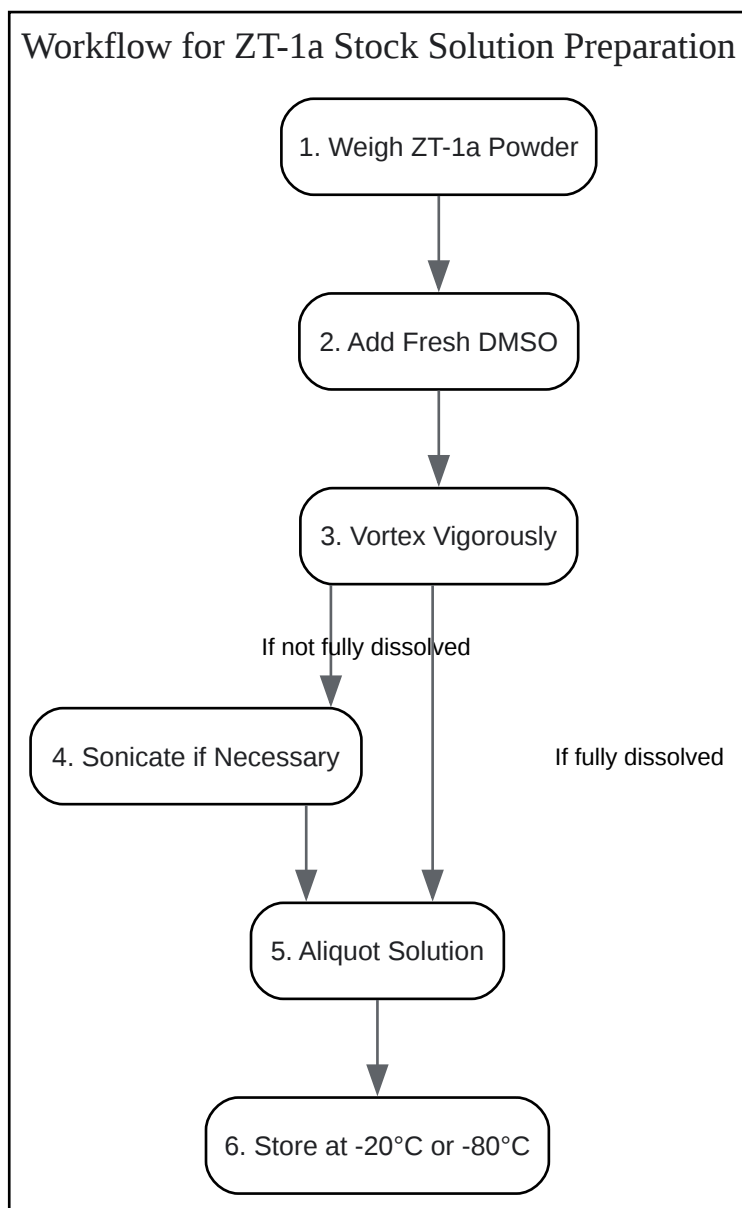 Workflow for ZT-1a Stock Solution Preparation
1. Weigh ZT-1a Powder
2. Add Fresh DMSO
3. Vortex Vigorously
If not fully dissolved
4. Sonicate if Necessary
If fully dissolved
5. Aliquot Solution
6. Store at -20°C or -80°C